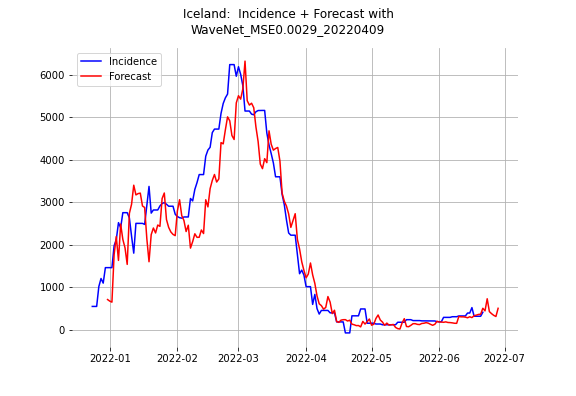 Iceland:  Incidence + Forecast with
WaveNet_MSE0.0029_20220409
Incidence
Forecast
6000
5000
4000
3000
2000
1000
0
2022-01 2022-02 2022-03 2022-04 2022-05 2022-06 2022-07